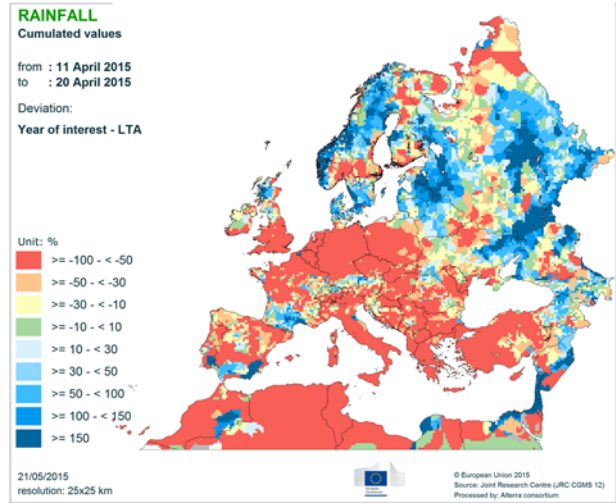 RAINFALL
Cumulated values
from : 11 April 2015
to : 20 April 2015
Deviation:
Year of interest - LTA
Unit: %
>= -100 - < -50
>= -50 - < -30
>= -30 - < -10
>= -10 - < 10
>= 10 - < 30
>= 30 - < 50
>= 50 - < 100
>= 100 - < 150
>= 150
21/05/2015
resolution: 25x25 km
© European Union 2015
Source: Joint Research Centre (JRC CGMS 12)
Processed by: Alterra consortium